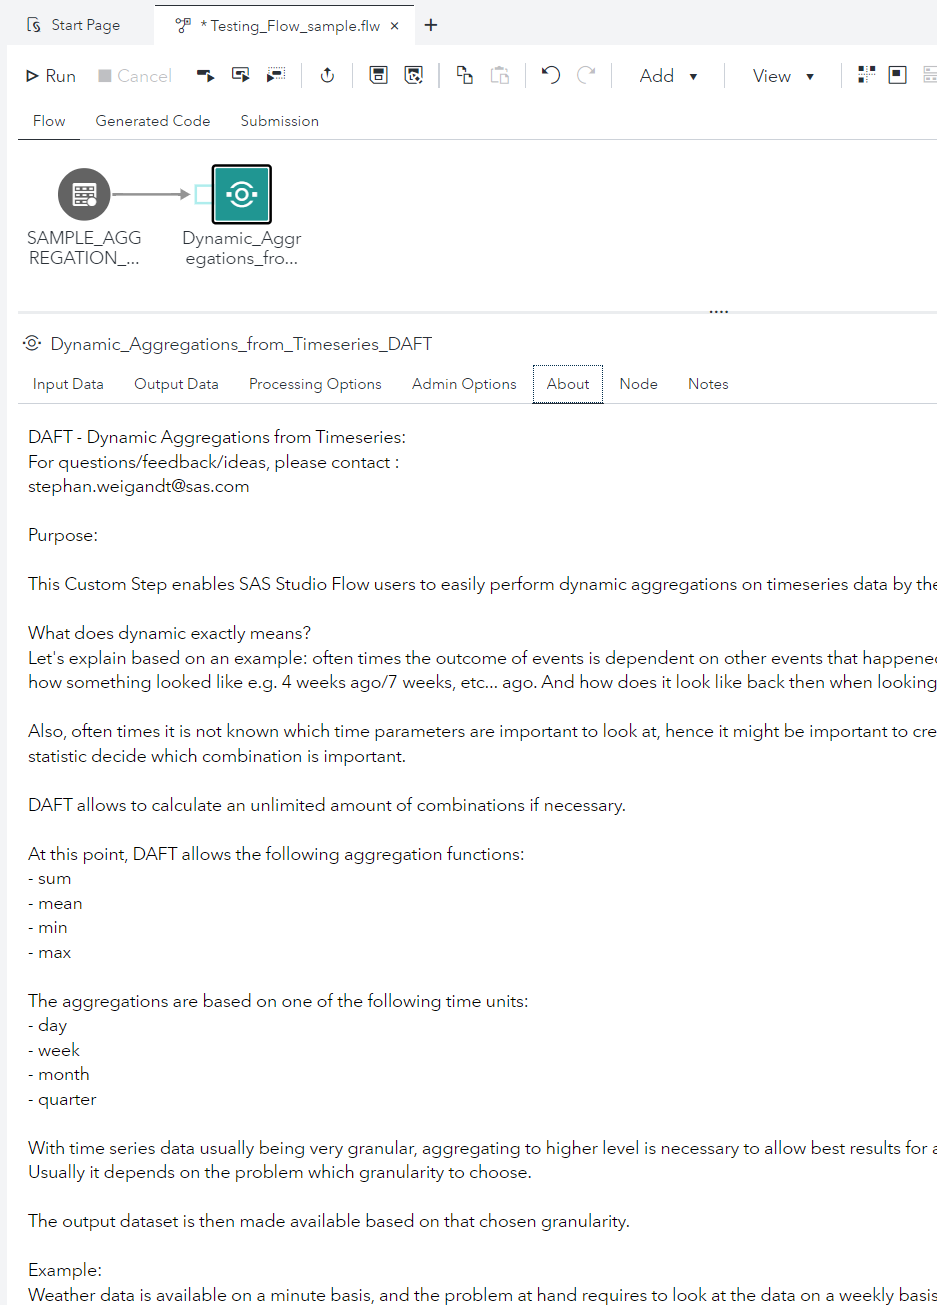 Start Page
* Testing_Flow_sample.flw
Run Cancel Add View
Flow Generated Code Submission
SAMPLE_AGG
REGATION_...
Dynamic_Aggr
egations_fro...
Dynamic_Aggregations_from_Timeseries_DAFT
Input Data Output Data Processing Options Admin Options About Node Notes
DAFT - Dynamic Aggregations from Timeseries:
For questions/feedback/ideas, please contact :
stephan.weigandt@sas.com
Purpose:
This Custom Step enables SAS Studio Flow users to easily perform dynamic aggregations on timeseries data by the
What does dynamic exactly means?
Let's explain based on an example: often times the outcome of events is dependent on other events that happened
how something looked like e.g. 4 weeks ago/7 weeks, etc... ago. And how does it look like back then when looking
Also, often times it is not known which time parameters are important to look at, hence it might be important to cre
statistic decide which combination is important.
DAFT allows to calculate an unlimited amount of combinations if necessary.
At this point, DAFT allows the following aggregation functions:
- sum
- mean
- min
- max
The aggregations are based on one of the following time units:
- day
- week
- month
- quarter
With time series data usually being very granular, aggregating to higher level is necessary to allow best results for a
Usually it depends on the problem which granularity to choose.
The output dataset is then made available based on that chosen granularity.
Example:
Weather data is available on a minute basis, and the problem at hand requires to look at the data on a weekly basis